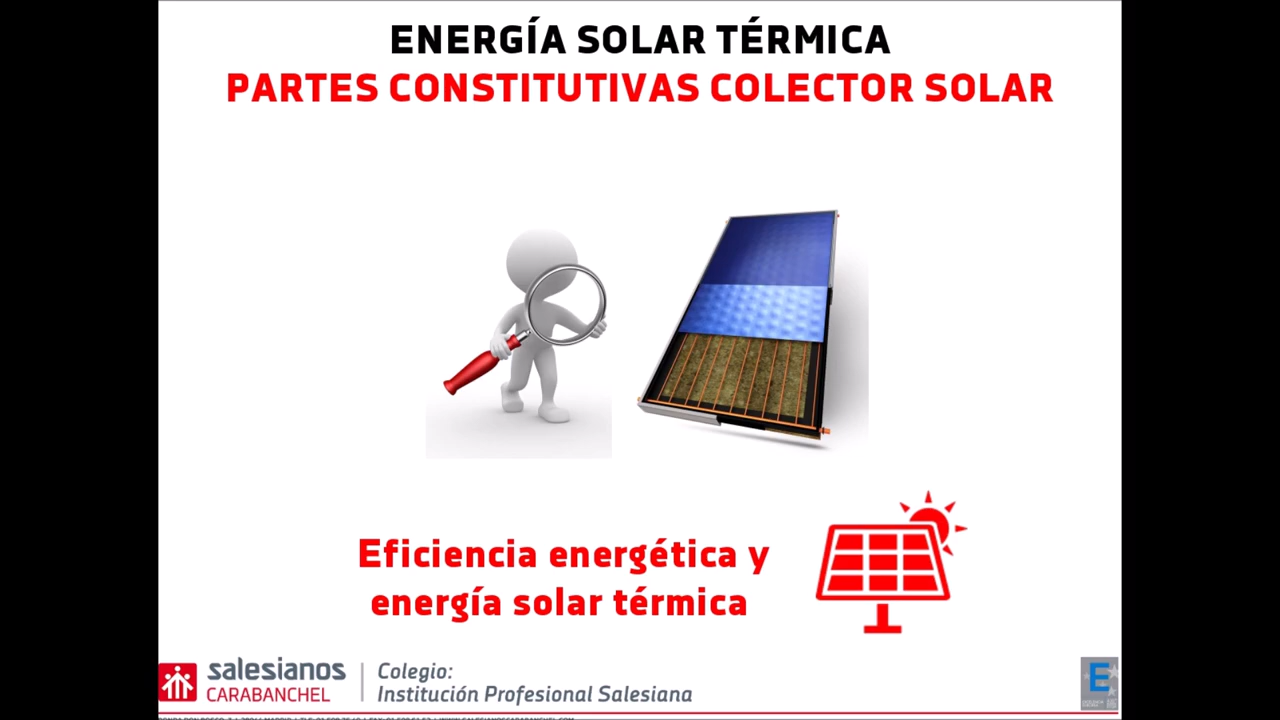 ENERGÍA SOLAR TÉRMICA
PARTES CONSTITUTIVAS COLECTOR SOLAR
Eficiencia energética y
energía solar térmica
salesianos
CARABANCHEL
Colegio:
Institución Profesional Salesiana
E